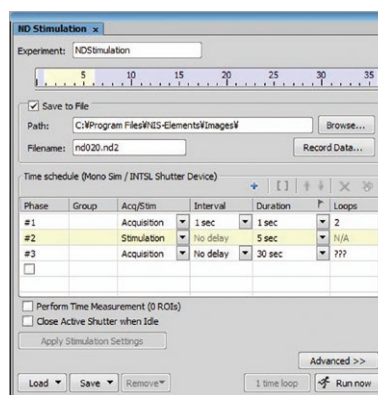 ND Stimulation x
Experiment: NDStimulation
5 10 15 20 25 30 35
Save to File
Path: C:¥Program Files¥NIS-Elements¥Images¥ Browse...
Filename: nd020.nd2 Record Data...
Time schedule (Mono Sim / INTSL Shutter Device)
Phase Group Acq/Stim Interval Duration Loops
#1 Acquisition 1 sec 1 sec 2
#2 Stimulation No delay 5 sec N/A
#3 Acquisition No delay 30 sec ???
Perform Time Measurement (0 ROIs)
Close Active Shutter when Idle
Apply Stimulation Settings
Advanced >>
Load Save Remove 1 time loop Run now